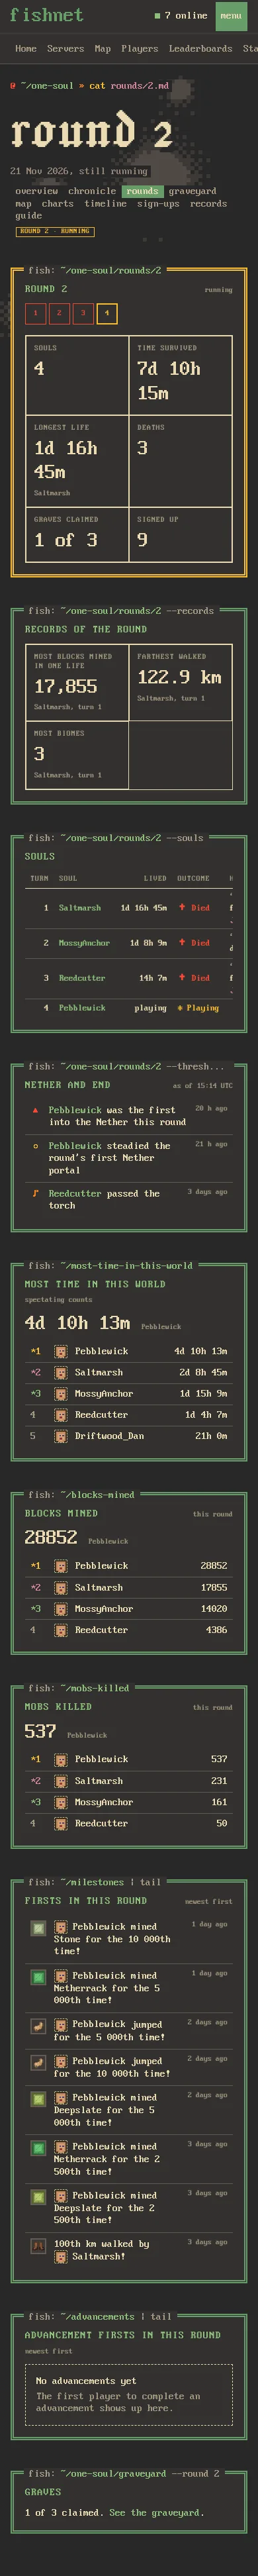 fishnet
7 online
menu
Home Servers Map Players Leaderboards Sta
@ ~/one-soul » cat rounds/2.md
round 2
21 Nov 2026, still running
overview chronicle rounds graveyard
map charts timeline sign-ups records
guide
ROUND 2 · RUNNING
fish: ~/one-soul/rounds/2
ROUND 2
running
1 2 3 4
SOULS
4
TIME SURVIVED
7d 10h
15m
LONGEST LIFE
1d 16h
45m
Saltmarsh
DEATHS
3
GRAVES CLAIMED
1 of 3
SIGNED UP
9
fish: ~/one-soul/rounds/2 --records
RECORDS OF THE ROUND
MOST BLOCKS MINED
IN ONE LIFE
17,855
Saltmarsh, turn 1
FARTHEST WALKED
122.9 km
Saltmarsh, turn 1
MOST BIOMES
3
Saltmarsh, turn 1
fish: ~/one-soul/rounds/2 --souls
SOULS
TURN SOUL LIVED OUTCOME
1 Saltmarsh 1d 16h 45m Died
2 MossyAnchor 1d 8h 9m Died
3 Reedcutter 14h 7m Died
4 Pebblewick playing Playing
fish: ~/one-soul/rounds/2 --thresh...
NETHER AND END
as of 15:14 UTC
Pebblewick was the first
into the Nether this round
20 h ago
Pebblewick steadied the
round's first Nether
portal
21 h ago
Reedcutter passed the
torch
3 days ago
fish: ~/most-time-in-this-world
MOST TIME IN THIS WORLD
spectating counts
4d 10h 13m Pebblewick
*1 Pebblewick 4d 10h 13m
*2 Saltmarsh 2d 8h 45m
*3 MossyAnchor 1d 15h 9m
4 Reedcutter 1d 4h 7m
5 Driftwood_Dan 21h 0m
fish: ~/blocks-mined
BLOCKS MINED
this round
28852 Pebblewick
*1 Pebblewick 28852
*2 Saltmarsh 17855
*3 MossyAnchor 14020
4 Reedcutter 4386
fish: ~/mobs-killed
MOBS KILLED
this round
537 Pebblewick
*1 Pebblewick 537
*2 Saltmarsh 231
*3 MossyAnchor 161
4 Reedcutter 50
fish: ~/milestones | tail
FIRSTS IN THIS ROUND
newest first
Pebblewick mined
Stone for the 10 000th
time!
1 day ago
Pebblewick mined
Netherrack for the 5
000th time!
1 day ago
Pebblewick jumped
for the 5 000th time!
2 days ago
Pebblewick jumped
for the 10 000th time!
2 days ago
Pebblewick mined
Deepslate for the 5
000th time!
2 days ago
Pebblewick mined
Netherrack for the 2
500th time!
3 days ago
Pebblewick mined
Deepslate for the 2
500th time!
3 days ago
100th km walked by
Saltmarsh!
3 days ago
fish: ~/advancements | tail
ADVANCEMENT FIRSTS IN THIS ROUND
newest first
No advancements yet
The first player to complete an
advancement shows up here.
fish: ~/one-soul/graveyard --round 2
GRAVES
1 of 3 claimed. See the graveyard.